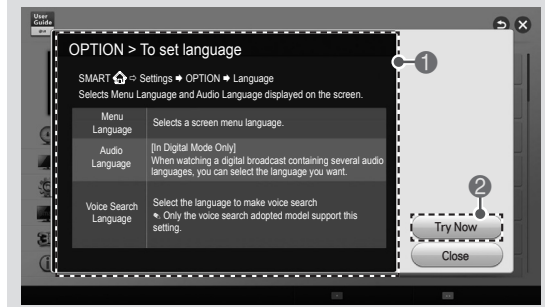 User
Guide
OPTION > To set language
1
SMART ⇨ Settings ➡ OPTION ➡ Language
Selects Menu Language and Audio Language displayed on the screen.
Menu
Language
Selects a screen menu language.
Audio
Language
[In Digital Mode Only]
When watching a digital broadcast containing several audio
languages, you can select the language you want.
Voice Search
Language
Select the language to make voice search
Only the voice search adopted model support this
setting.
2
Try Now
Close